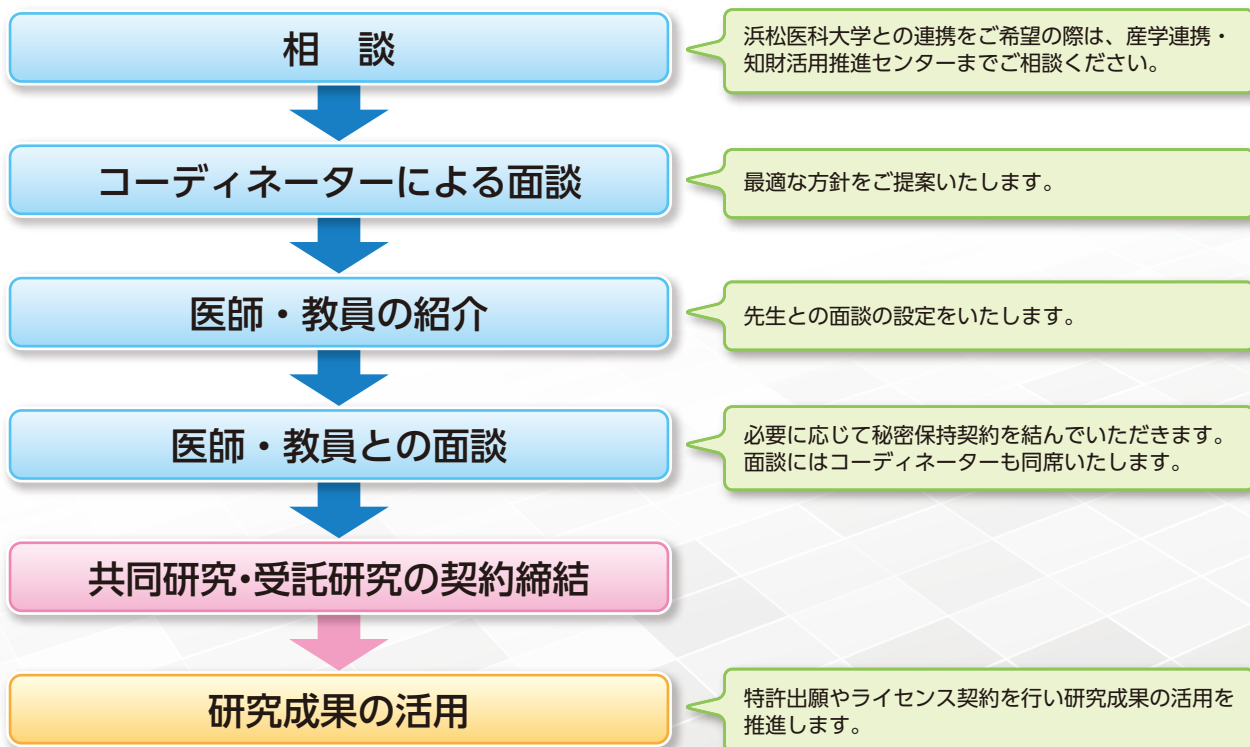 相　談
浜松医科大学との連携をご希望の際は、産学連携・
知財活用推進センターまでご相談ください。
コーディネーターによる面談
最適な方針をご提案いたします。
医師・教員の紹介
先生との面談の設定をいたします。
医師・教員との面談
必要に応じて秘密保持契約を結んでいただきます。
面談にはコーディネーターも同席いたします。
共同研究・受託研究の契約締結
研究成果の活用
特許出願やライセンス契約を行い研究成果の活用を
推進します。